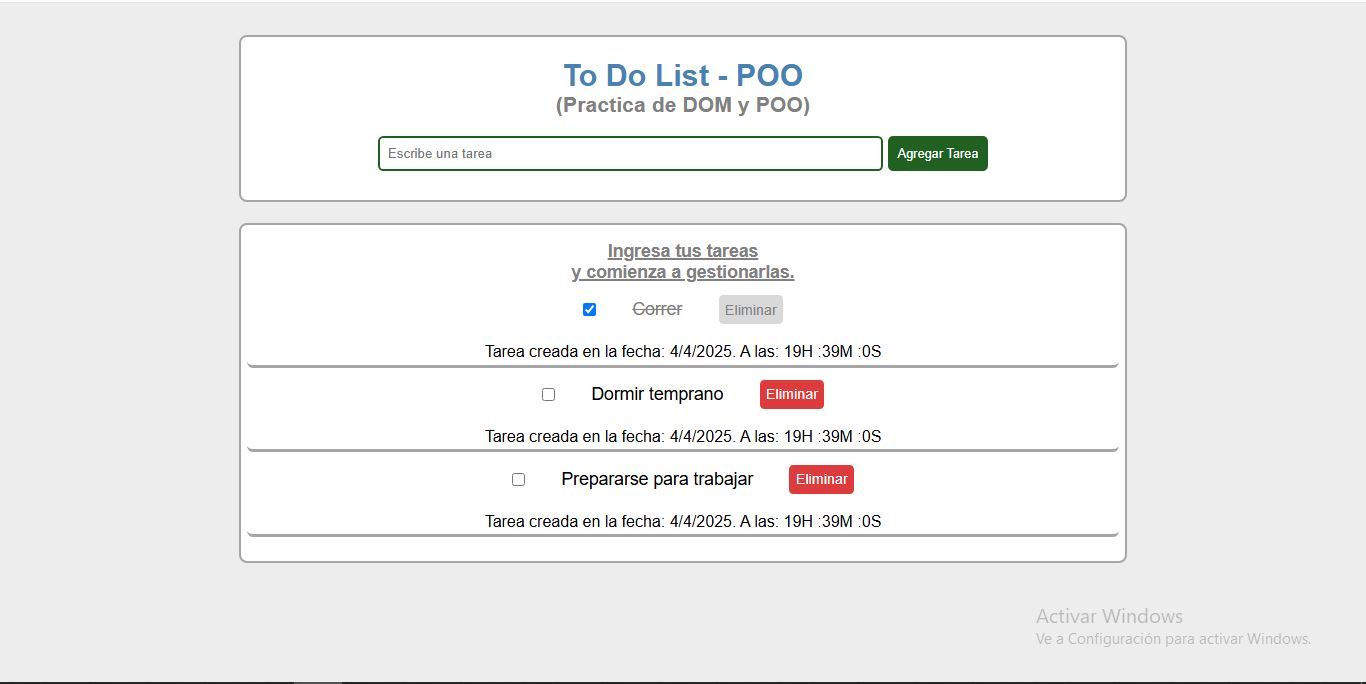 To Do List - POO
(Practica de DOM y POO)
Escribe una tarea Agregar Tarea
Ingresa tus tareas
y comienza a gestionarlas.
Correr Eliminar
Tarea creada en la fecha: 4/4/2025. A las: 19H :39M :0S
Dormir temprano Eliminar
Tarea creada en la fecha: 4/4/2025. A las: 19H :39M :0S
Prepararse para trabajar Eliminar
Tarea creada en la fecha: 4/4/2025. A las: 19H :39M :0S
Activar Windows
Ve a Configuración para activar Windows.